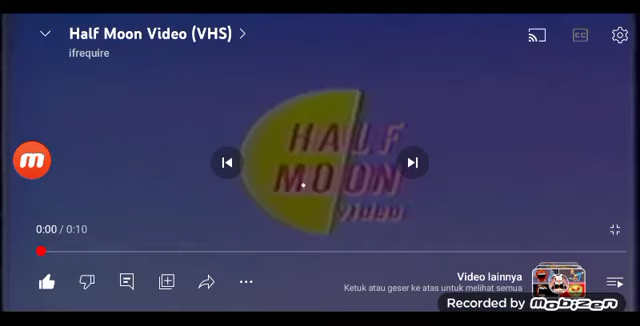 Half Moon Video (VHS)
ifrequire
HALF
MOON
video
m
0:00 / 0:10
Video lainnya
Ketuk atau geser ke atas untuk melihat semua
Recorded by Mobizen